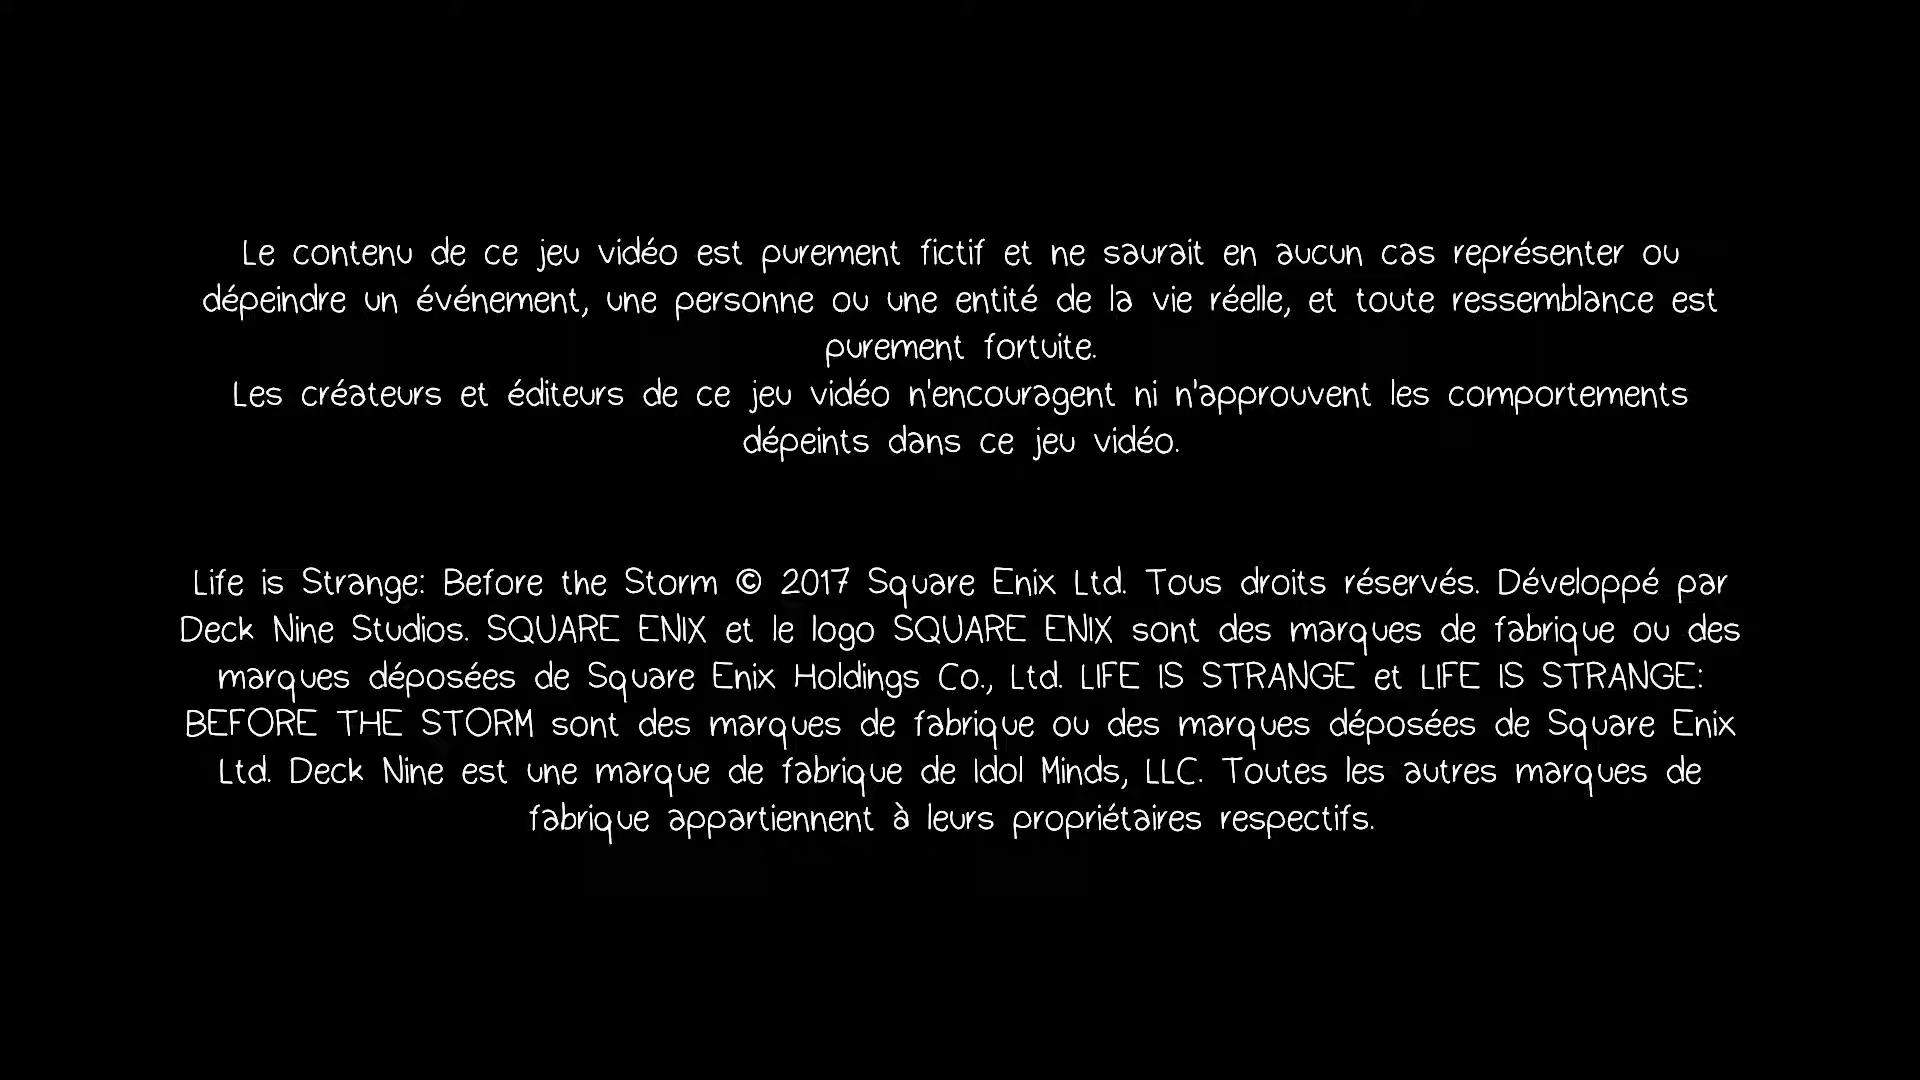 Le contenu de ce jeu vidéo est purement fictif et ne saurait en aucun cas représenter ou
dépeindre un événement, une personne ou une entité de la vie réelle, et toute ressemblance est
purement fortuite.
Les créateurs et éditeurs de ce jeu vidéo n'encouragent ni n'approuvent les comportements
dépeints dans ce jeu vidéo.
Life is Strange: Before the Storm © 2017 Square Enix Ltd. Tous droits réservés. Développé par
Deck Nine Studios. SQUARE ENIX et le logo SQUARE ENIX sont des marques de fabrique ou des
marques déposées de Square Enix Holdings Co., Ltd. LIFE IS STRANGE et LIFE IS STRANGE:
BEFORE THE STORM sont des marques de fabrique ou des marques déposées de Square Enix
Ltd. Deck Nine est une marque de fabrique de Idol Minds, LLC. Toutes les autres marques de
fabrique appartiennent à leurs propriétaires respectifs.